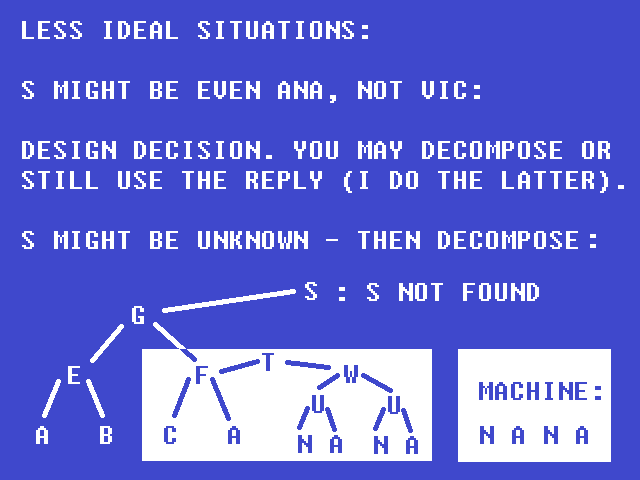 LESS IDEAL SITUATIONS:
S MIGHT BE EVEN ANA, NOT VIC:
DESIGN DECISION. YOU MAY DECOMPOSE OR
STILL USE THE REPLY (I DO THE LATTER).
S MIGHT BE UNKNOWN - THEN DECOMPOSE:
S : S NOT FOUND
G
T
E F W
MACHINE:
U U
A B C A N A N A
N A N A